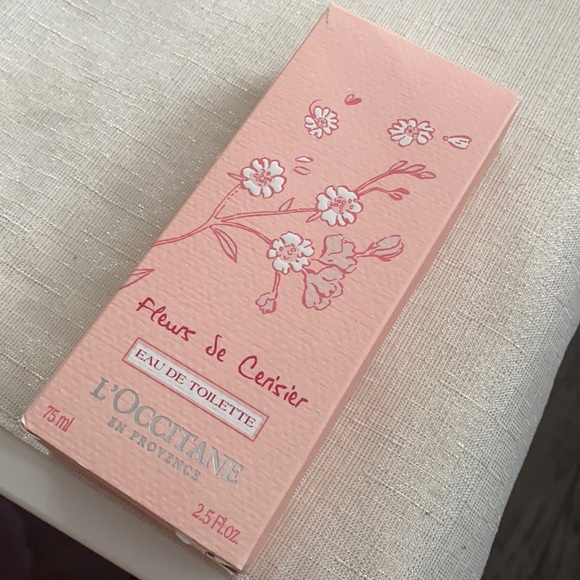 Fleurs de Cerisier
EAU DE TOILETTE
L'OCCITANE
EN PROVENCE
75 ml
2.5 Fl.oz.